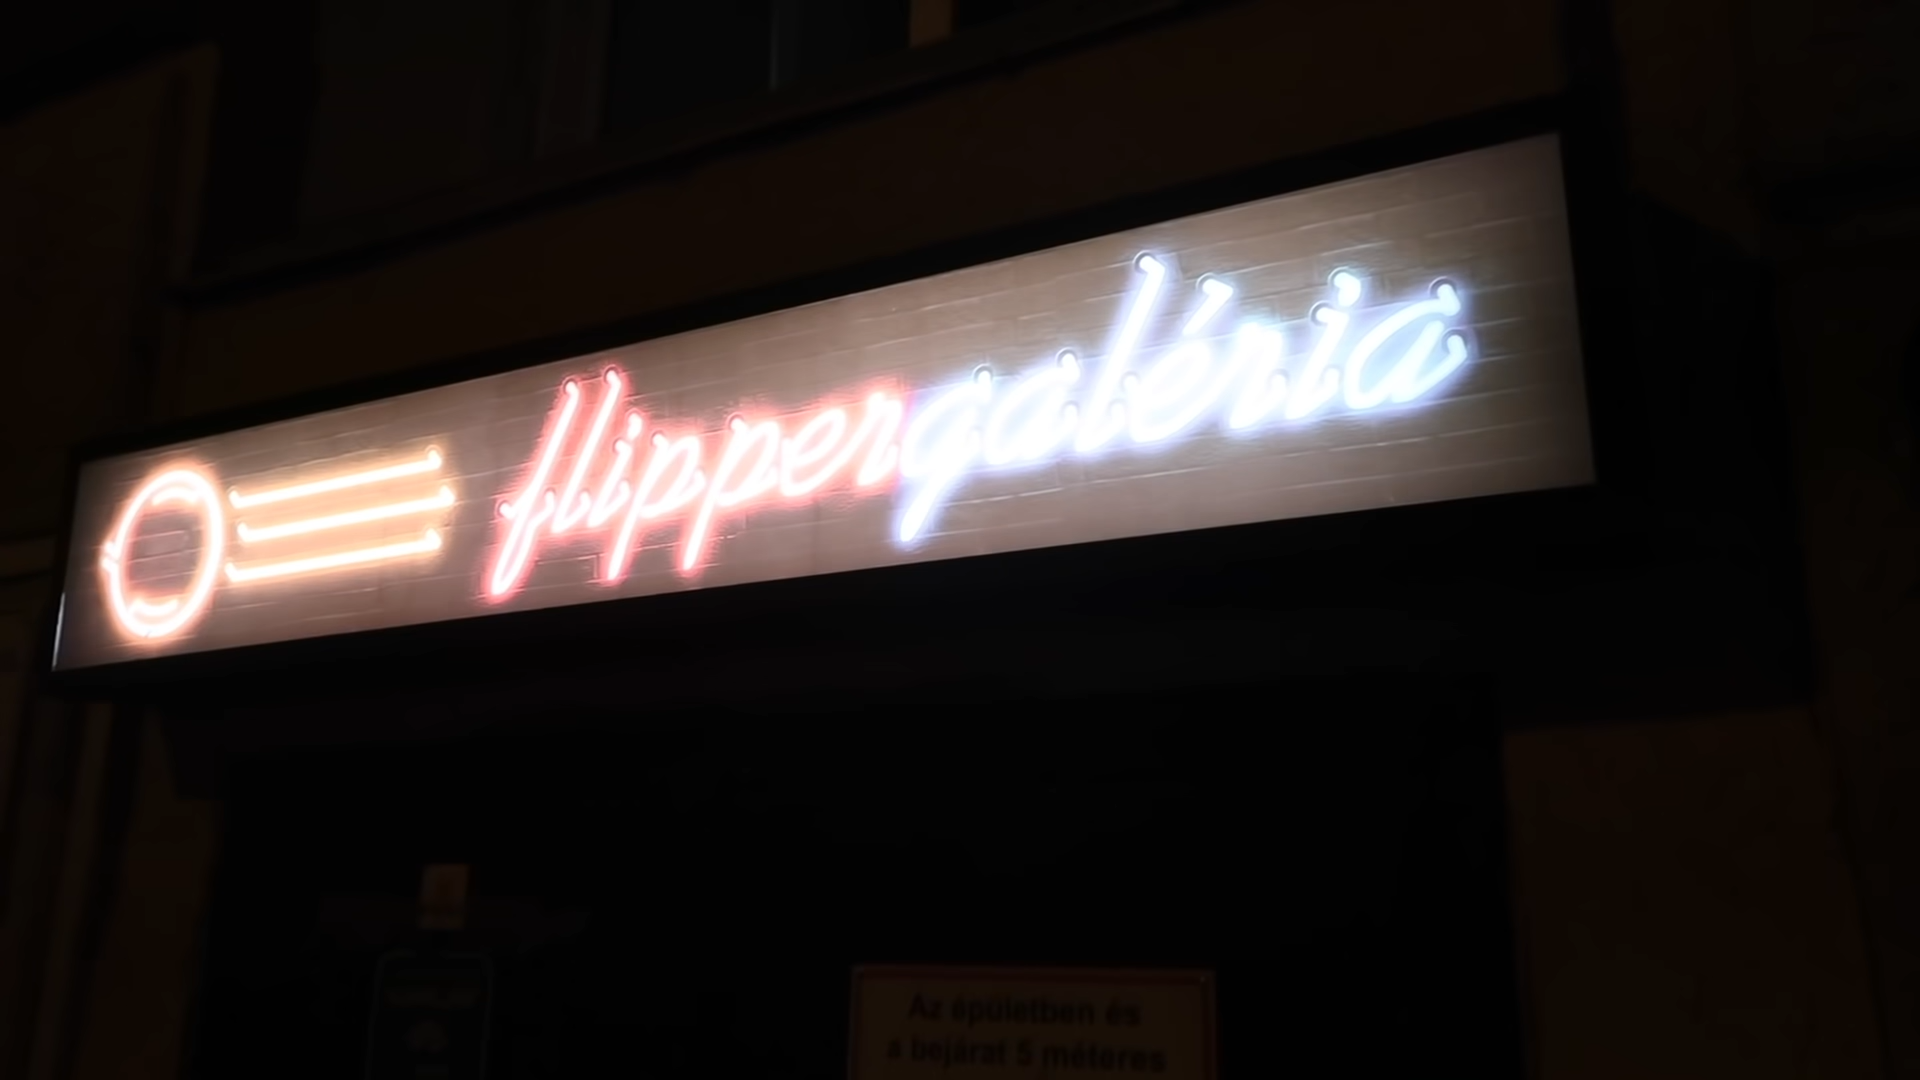 flippergaléria
Az épületben és
a bejárat 5 méteres